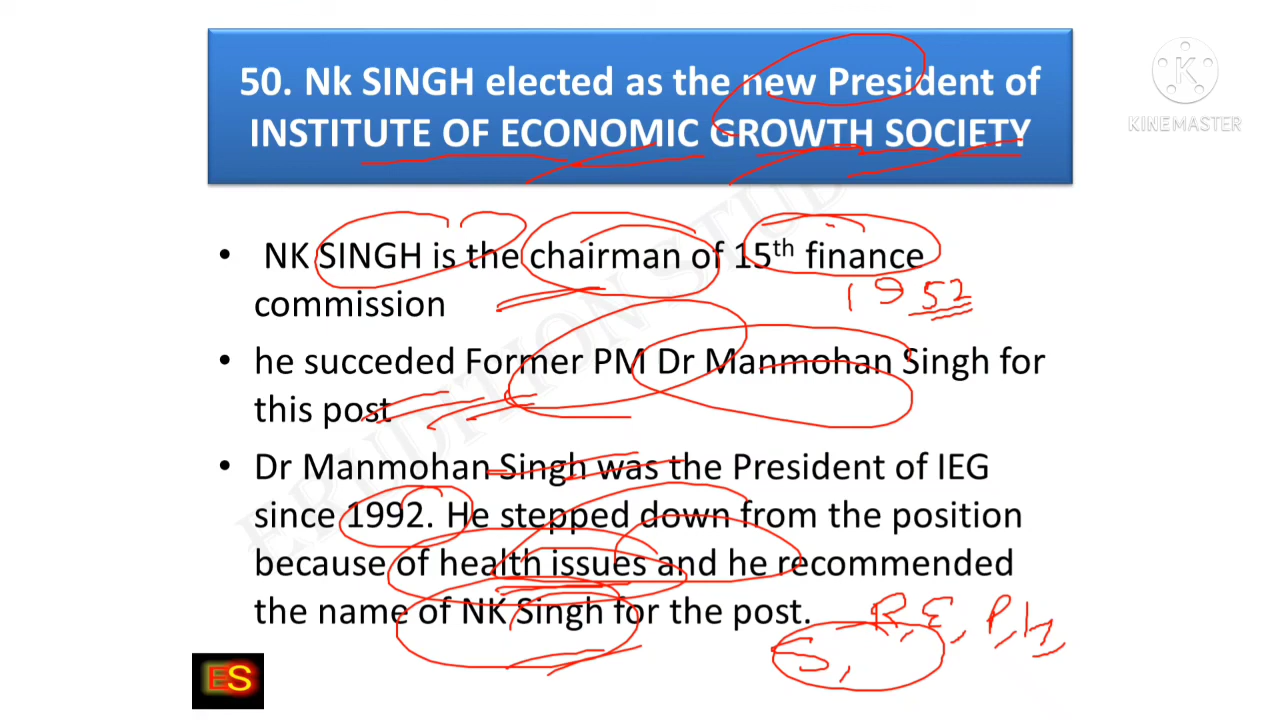 50. Nk SINGH elected as the new President of
INSTITUTE OF ECONOMIC GROWTH SOCIETY
KINEMASTER
• NK SINGH is the chairman of 15th finance
commission
1952
• he succeded Former PM Dr Manmohan Singh for
this post
• Dr Manmohan Singh was the President of IEG
since 1992. He stepped down from the position
because of health issues and he recommended
the name of NK Singh for the post.
R, E, P, H,
S,
ES
ERUDITION STUD